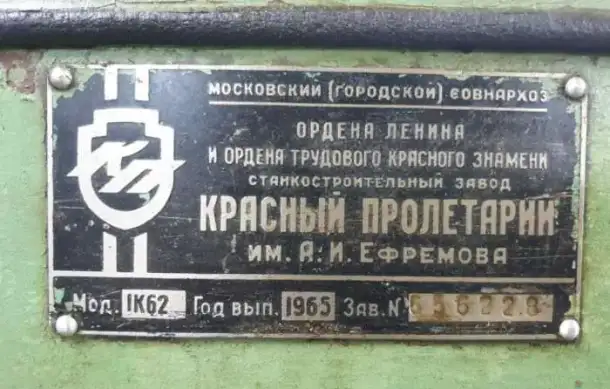 МОСКОВСКИЙ (ГОРОДСКОЙ) СОВНАРХОЗ
ОРДЕНА ЛЕНИНА
И ОРДЕНА ТРУДОВОГО КРАСНОГО ЗНАМЕНИ
СТАНКОСТРОИТЕЛЬНЫЙ ЗАВОД
КРАСНЫЙ ПРОЛЕТАРИЙ
ИМ. А. И. ЕФРЕМОВА
КП
Мод. 1К62 Год вып. 1965 Зав. N